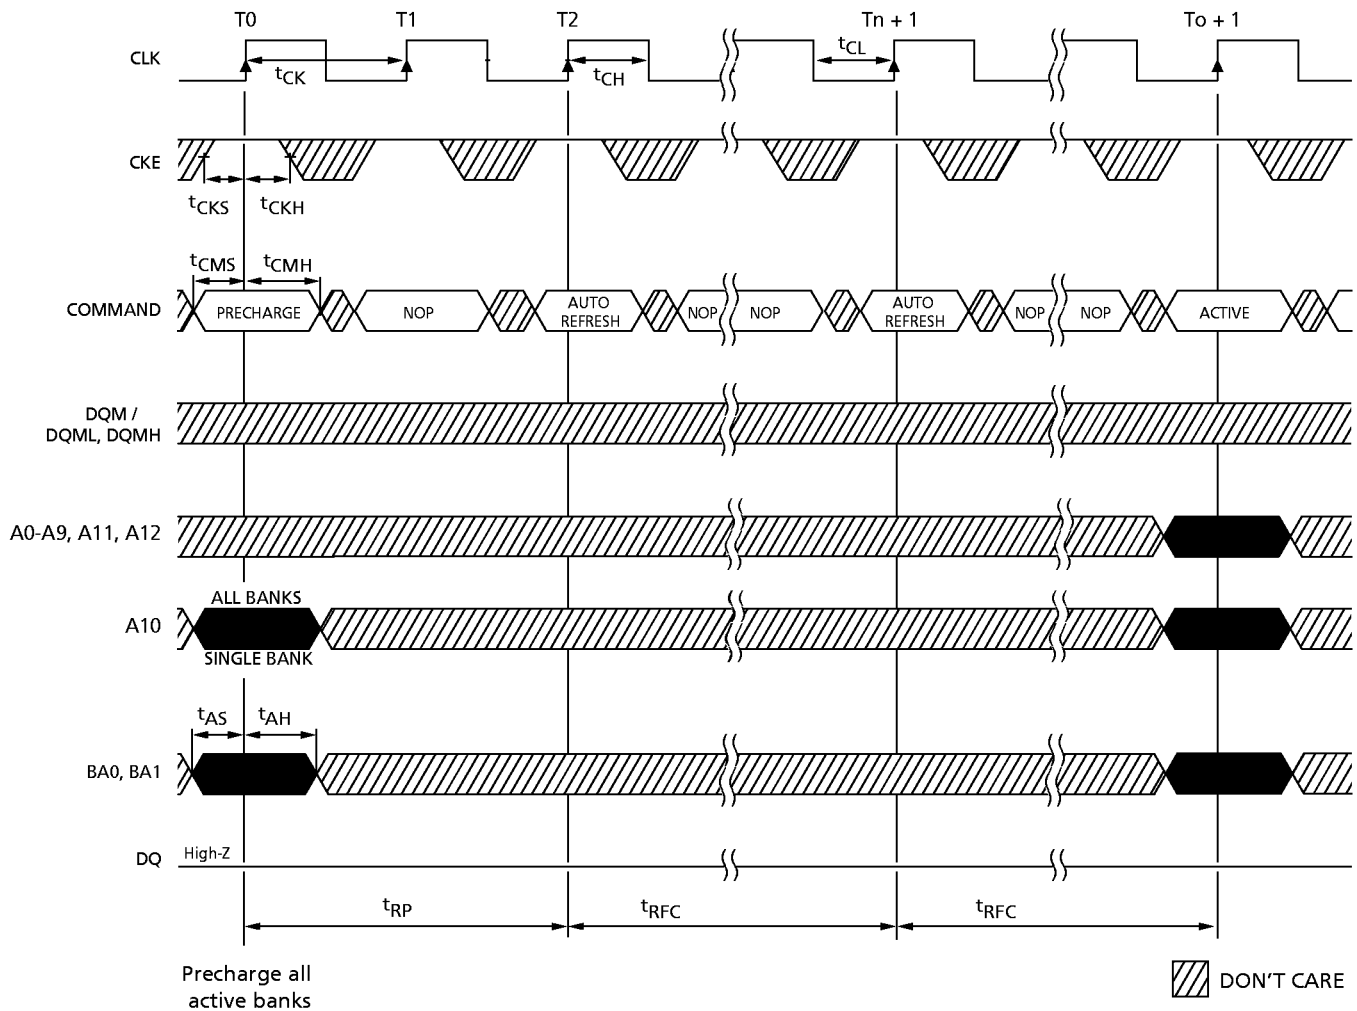 T0 T1 T2 Tn + 1 To + 1
CLK tCK tCH tCL
CKE
tCKS tCKH
tCMS tCMH
COMMAND PRECHARGE NOP AUTO REFRESH NOP NOP AUTO REFRESH NOP NOP ACTIVE
DQM /
DQML, DQMH
A0-A9, A11, A12
ALL BANKS
A10
SINGLE BANK
tAS tAH
BA0, BA1
DQ High-Z
tRP tRFC tRFC
Precharge all
active banks
DON'T CARE